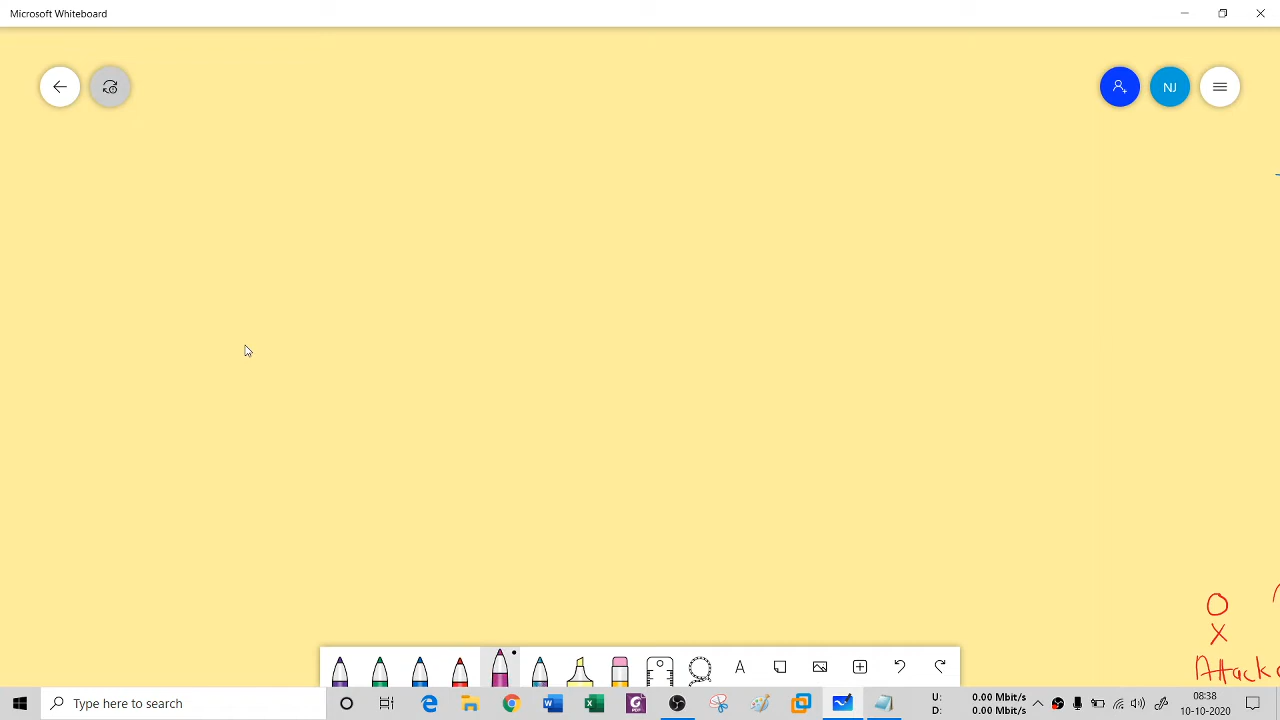 Microsoft Whiteboard
NJ
O
X
Attack
A
Type here to search
U: 0.00 Mbit/s
D: 0.00 Mbit/s
08:38
10-10-2020